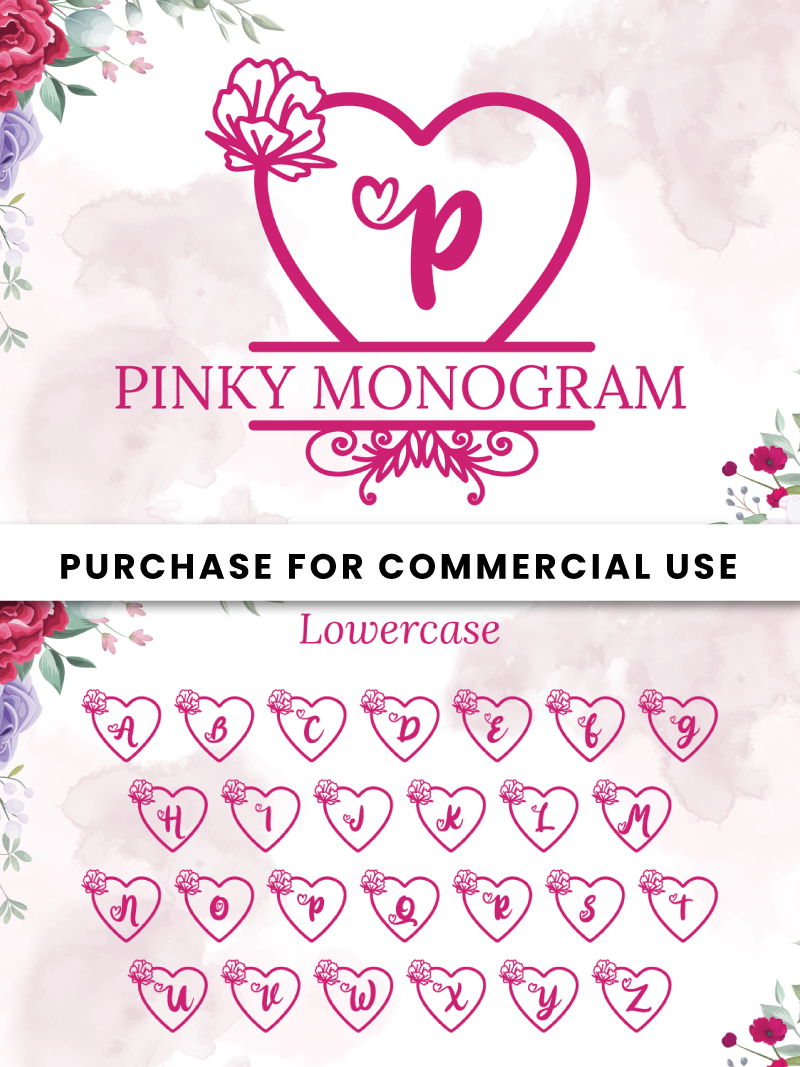 p
PINKY MONOGRAM
PURCHASE FOR COMMERCIAL USE
Lowercase
A B C D E f g
H I J K L M
N O P Q R S T
U V W X Y Z